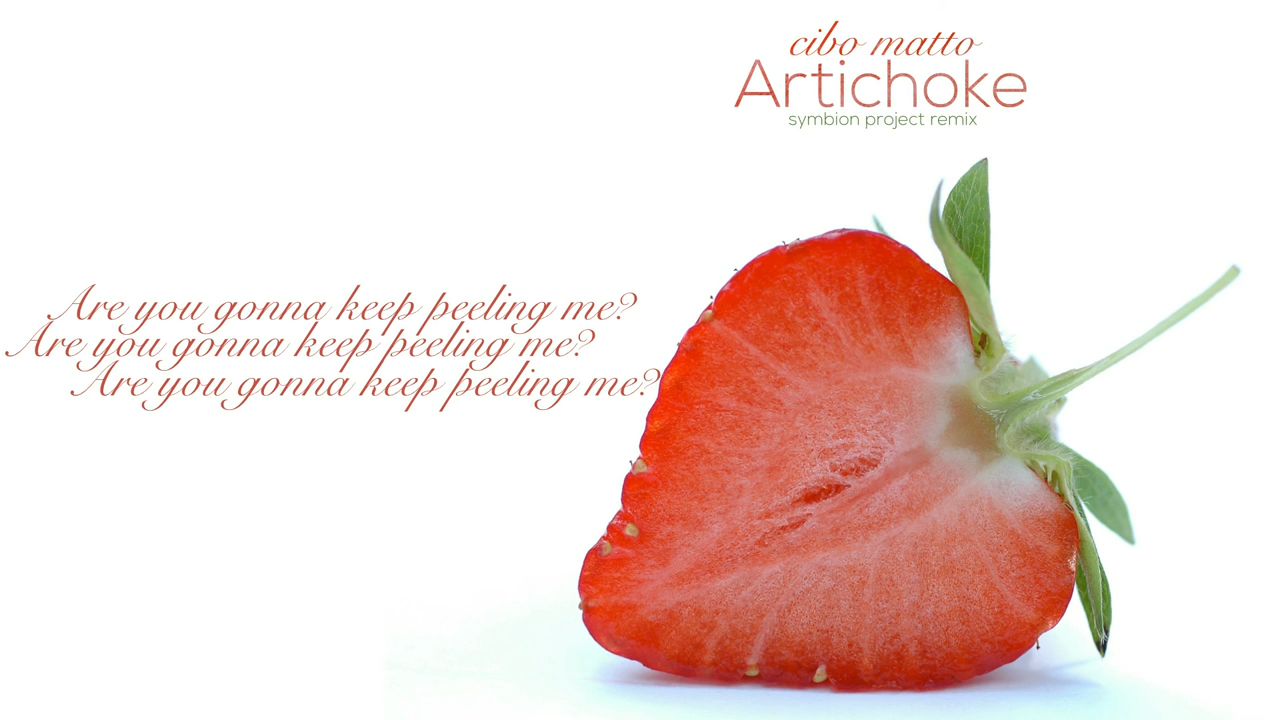 cibo matto
Artichoke
symbion project remix
Are you gonna keep peeling me?
Are you gonna keep peeling me?
Are you gonna keep peeling me?